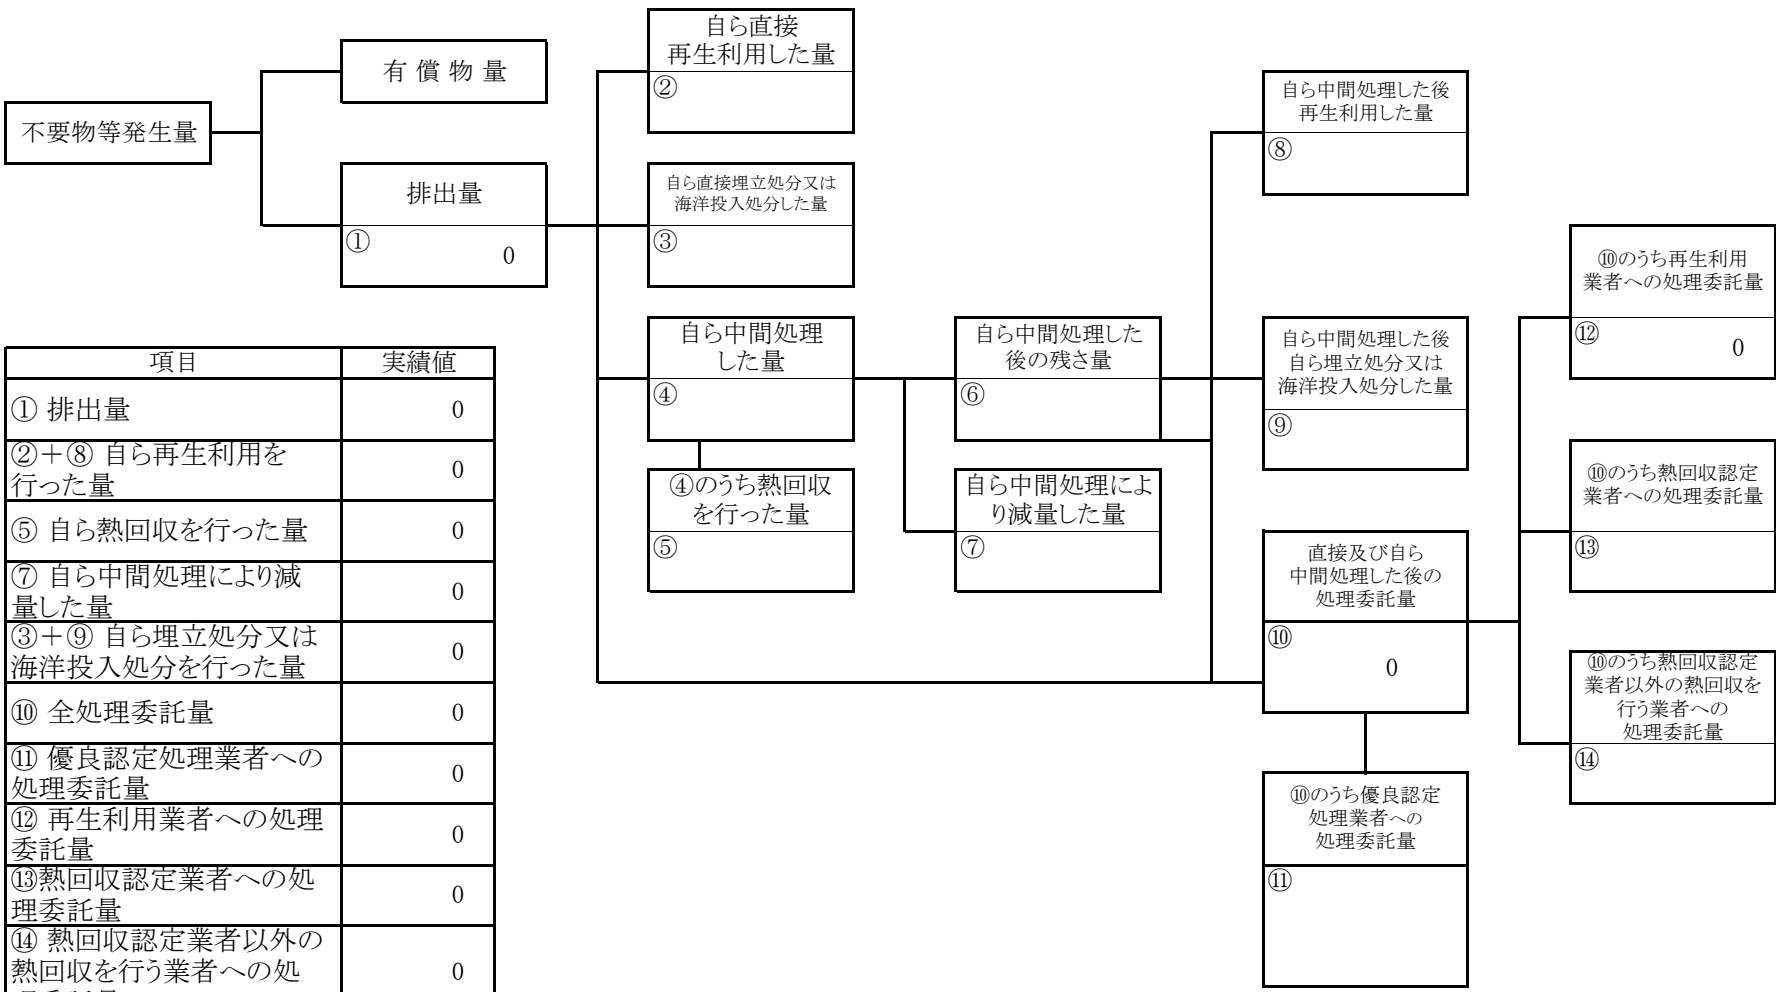 自ら直接
再生利用した量
②
有 償 物 量
不要物等発生量
排出量
①
0
自ら直接埋立処分又は
海洋投入処分した量
③
自ら中間処理した後
再生利用した量
⑧
自ら中間処理
した量
④
自ら中間処理した
後の残さ量
⑥
自ら中間処理した後
自ら埋立処分又は
海洋投入処分した量
⑨
⑩のうち再生利用
業者への処理委託量
⑫
0
④のうち熱回収
を行った量
⑤
自ら中間処理によ
り減量した量
⑦
⑩のうち熱回収認定
業者への処理委託量
⑬
直接及び自ら
中間処理した後の
処理委託量
⑩
0
⑩のうち熱回収認定
業者以外の熱回収を
行う業者への
処理委託量
⑭
⑩のうち優良認定
処理業者への
処理委託量
⑪
項目 実績値
① 排出量 0
②+⑧ 自ら再生利用を
行った量 0
⑤ 自ら熱回収を行った量 0
⑦ 自ら中間処理により減
量した量 0
③+⑨ 自ら埋立処分又は
海洋投入処分を行った量 0
⑩ 全処理委託量 0
⑪ 優良認定処理業者への
処理委託量 0
⑫ 再生利用業者への処理
委託量 0
⑬熱回収認定業者への処
理委託量 0
⑭ 熱回収認定業者以外の
熱回収を行う業者への処 0